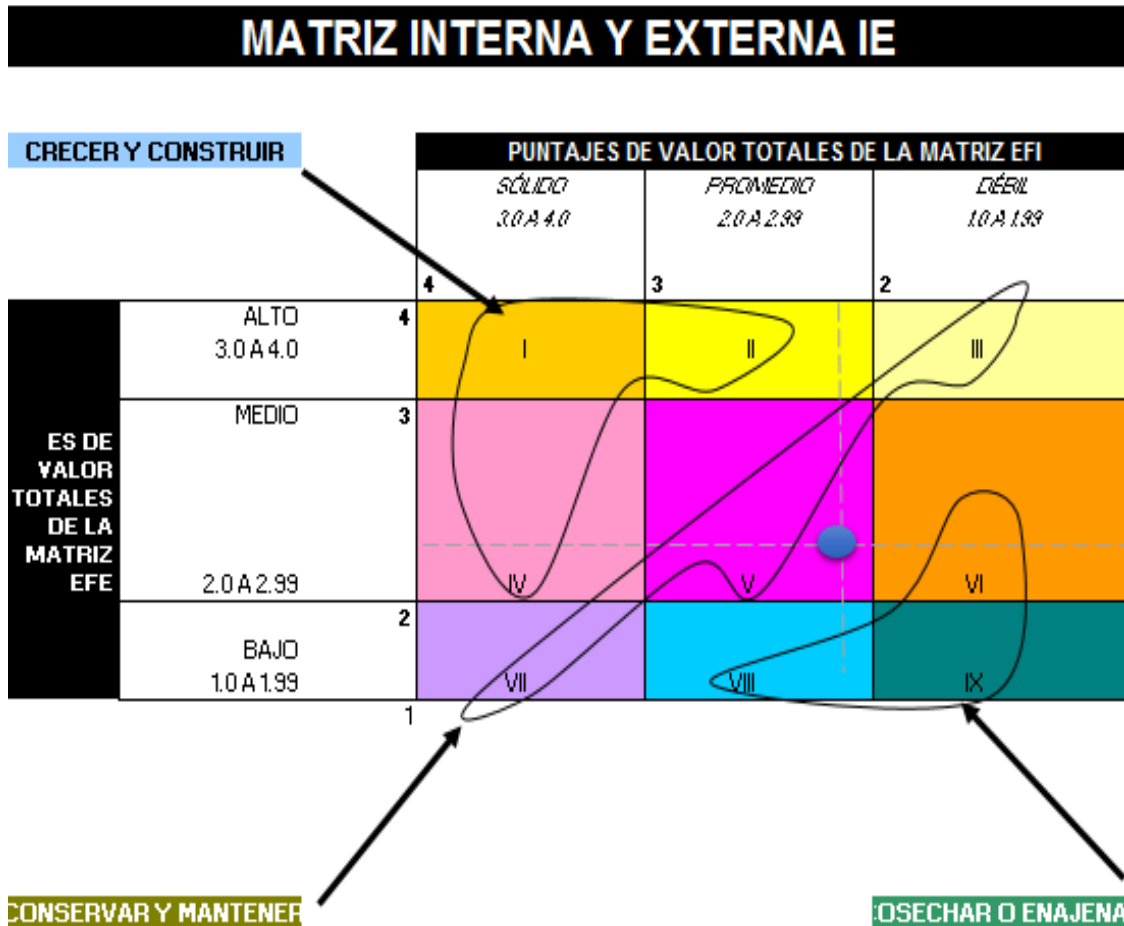 MATRIZ INTERNA Y EXTERNA IE
CRECER Y CONSTRUIR
PUNTAJES DE VALOR TOTALES DE LA MATRIZ EFI
SÓLIDO
PROMEDIO
DÉBIL
3.0 A 4.0
2.0 A 2.99
1.0 A 1.99
4
3
2
ALTO
4
3.0 A 4.0
I
II
III
MEDIO
3
ES DE
VALOR
TOTALES
DE LA
MATRIZ
EFE
2.0 A 2.99
IV
V
VI
2
BAJO
1.0 A 1.99
VII
VIII
IX
1
CONSERVAR Y MANTENER
COSECHAR O ENAJENA